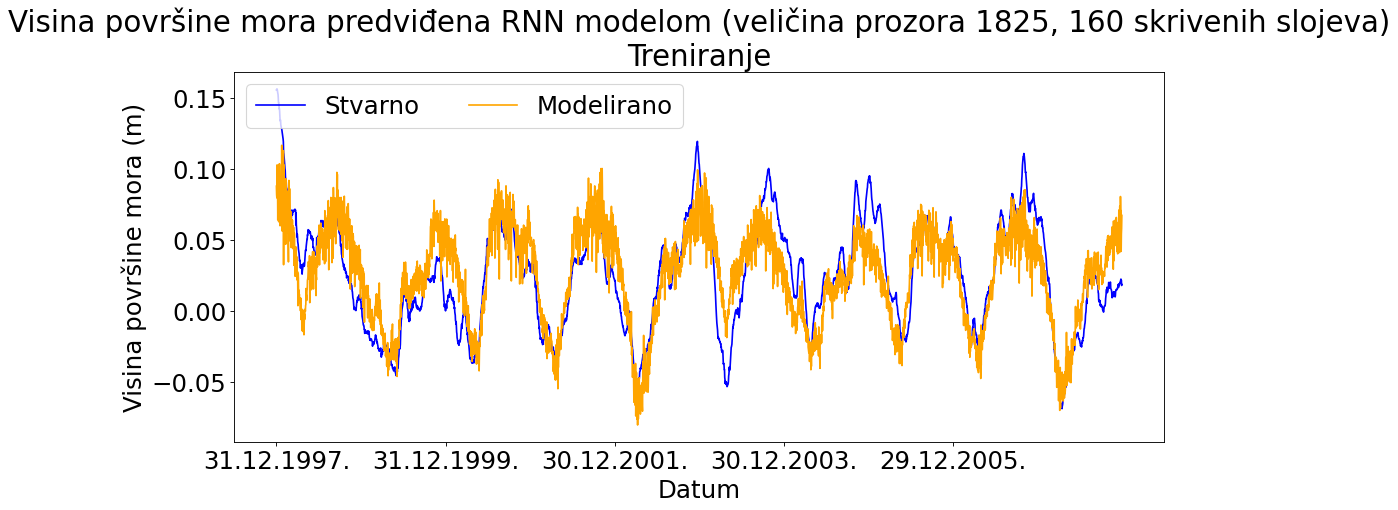 Visina površine mora predviđena RNN modelom (veličina prozora 1825, 160 skrivenih slojeva)
Treniranje
Stvarno Modelirano
Visina površine mora (m)
0.15
0.10
0.05
0.00
−0.05
31.12.1997. 31.12.1999. 30.12.2001. 30.12.2003. 29.12.2005.
Datum